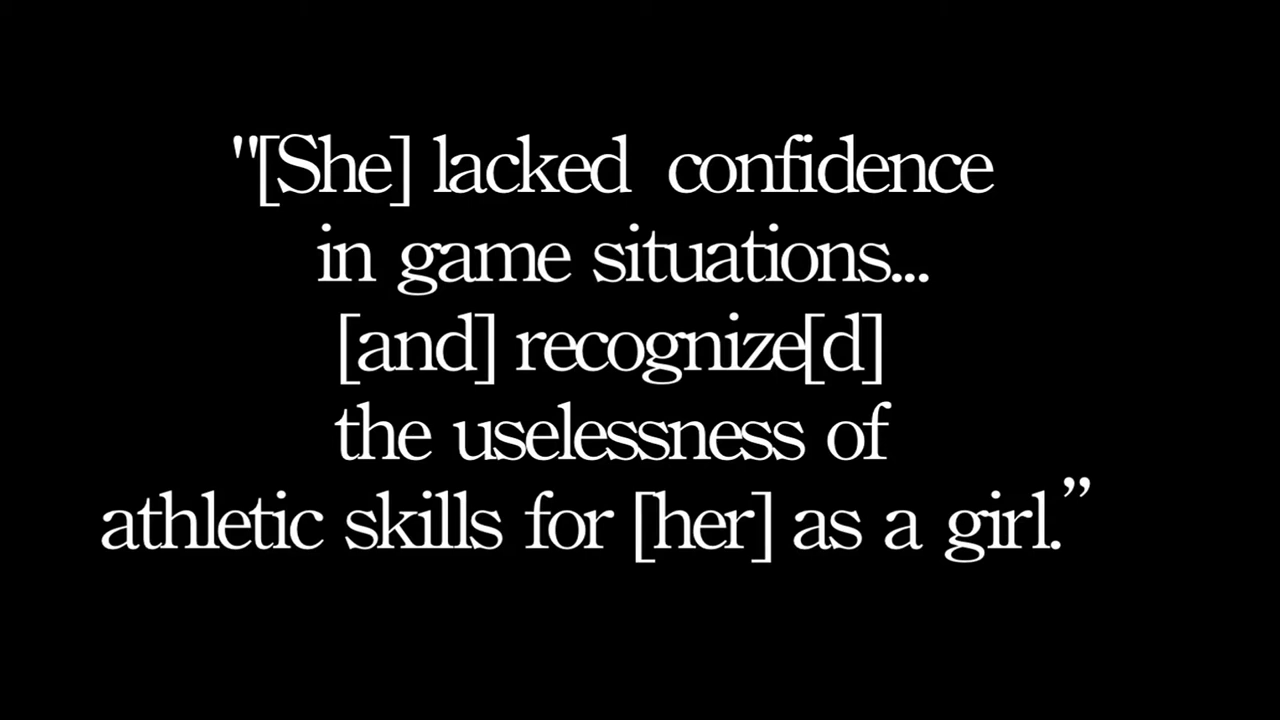 "[She] lacked  confidence
in game situations...
[and] recognize[d]
the uselessness of
athletic skills for [her] as a girl.”